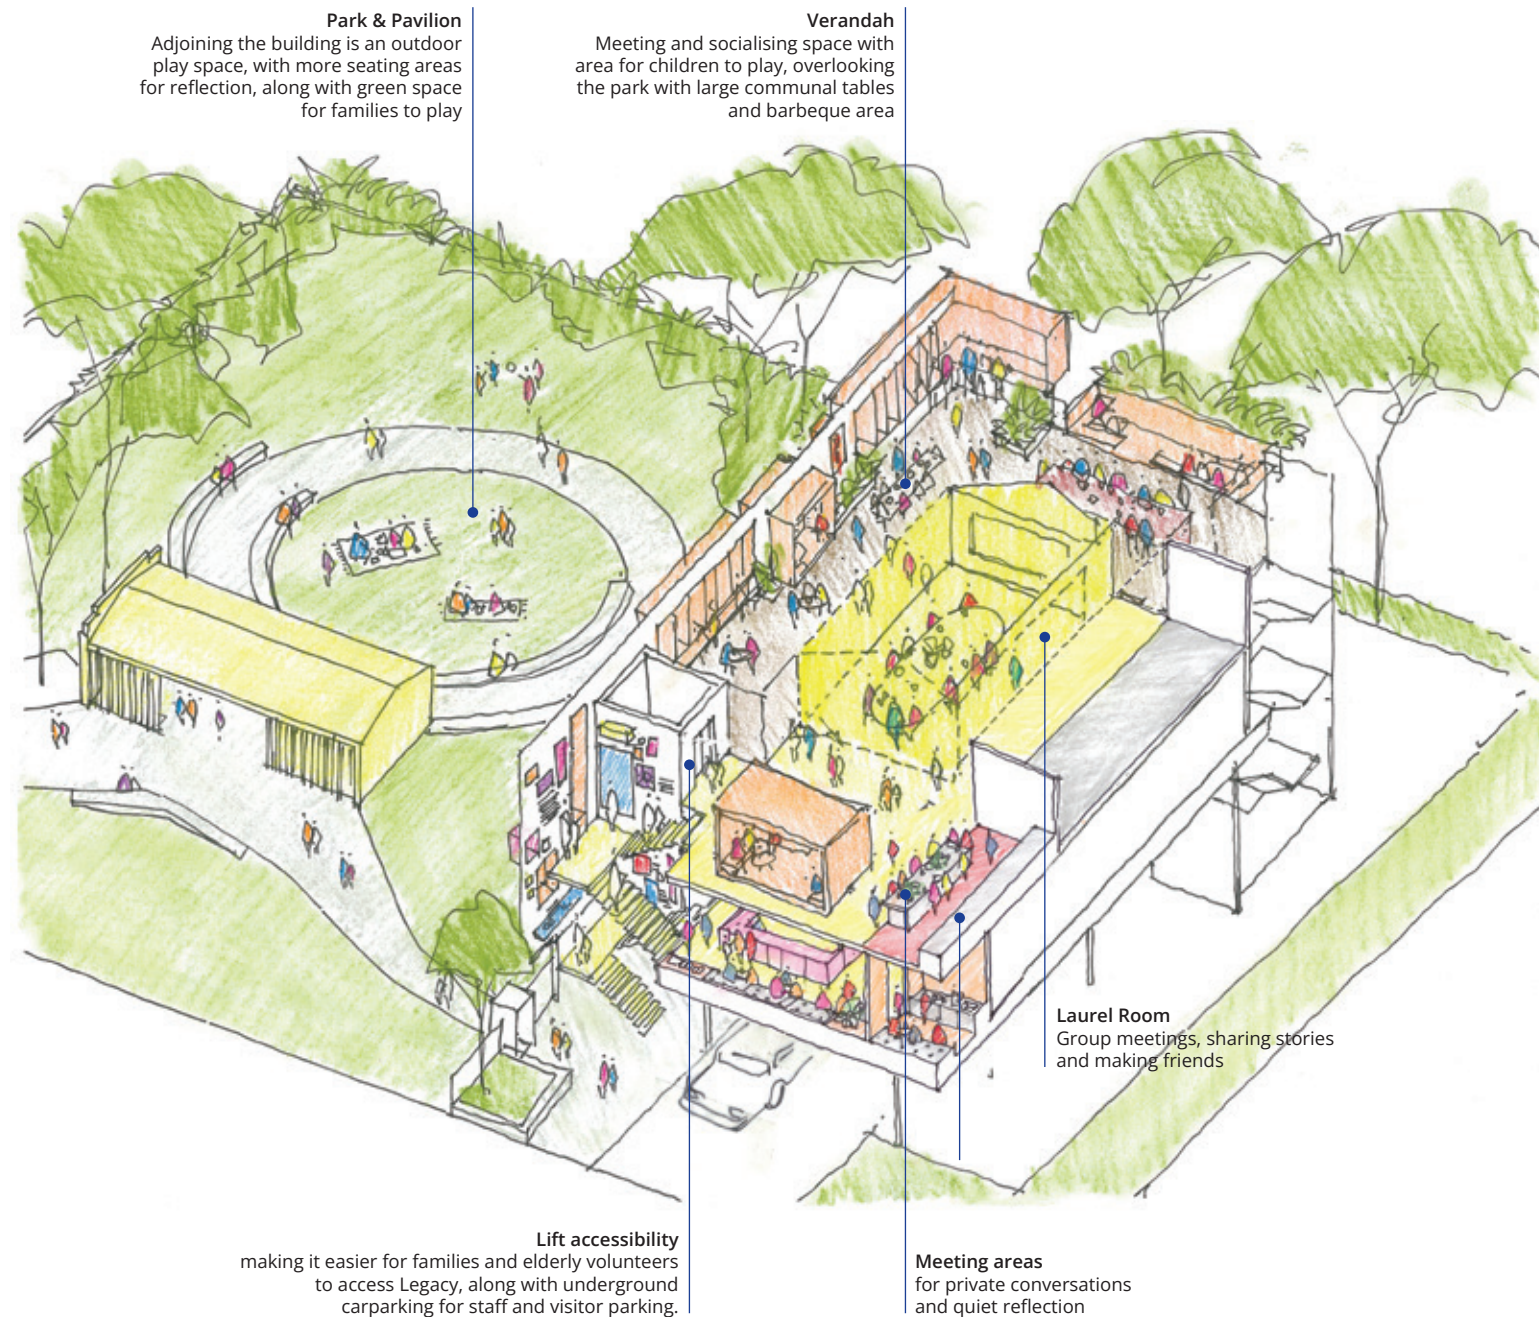 Park & Pavilion
Adjoining the building is an outdoor
play space, with more seating areas
for reflection, along with green space
for families to play
Verandah
Meeting and socialising space with
area for children to play, overlooking
the park with large communal tables
and barbeque area
Laurel Room
Group meetings, sharing stories
and making friends
Lift accessibility
making it easier for families and elderly volunteers
to access Legacy, along with underground
carparking for staff and visitor parking.
Meeting areas
for private conversations
and quiet reflection